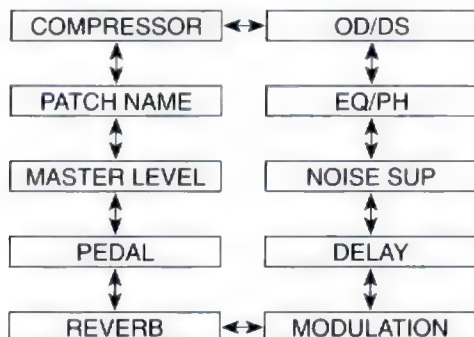 COMPRESSOR OD/DS
PATCH NAME EQ/PH
MASTER LEVEL NOISE SUP
PEDAL DELAY
REVERB MODULATION